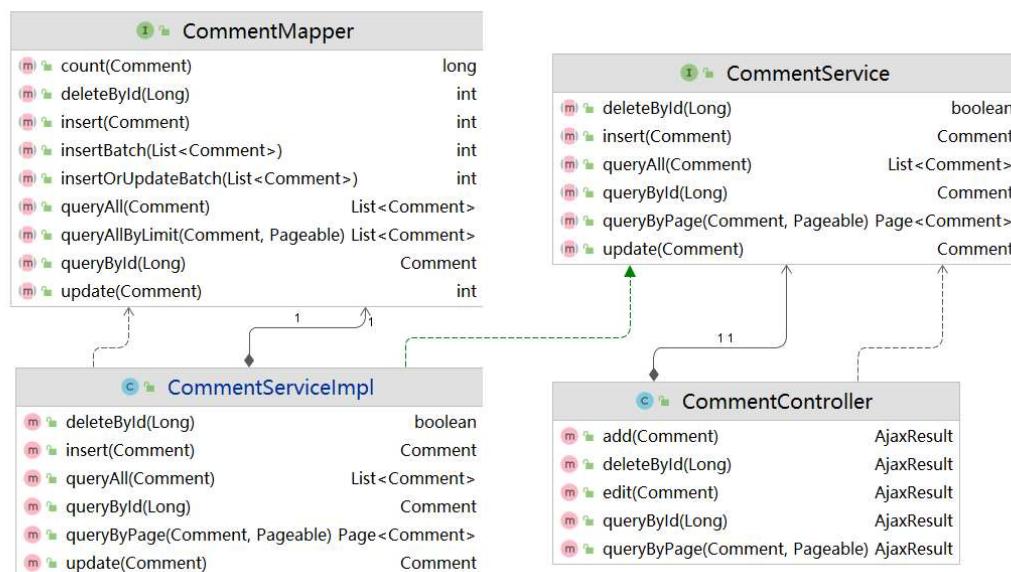 CommentMapper
count(Comment) long
deleteById(Long) int
insert(Comment) int
insertBatch(List<Comment>) int
insertOrUpdateBatch(List<Comment>) int
queryAll(Comment) List<Comment>
queryAllByLimit(Comment, Pageable) List<Comment>
queryById(Long) Comment
update(Comment) int
CommentService
deleteById(Long) boolean
insert(Comment) Comment
queryAll(Comment) List<Comment>
queryById(Long) Comment
queryByPage(Comment, Pageable) Page<Comment>
update(Comment) Comment
1 1
1 1
CommentServiceImpl
deleteById(Long) boolean
insert(Comment) Comment
queryAll(Comment) List<Comment>
queryById(Long) Comment
queryByPage(Comment, Pageable) Page<Comment>
update(Comment) Comment
CommentController
add(Comment) AjaxResult
deleteById(Long) AjaxResult
edit(Comment) AjaxResult
queryById(Long) AjaxResult
queryByPage(Comment, Pageable) AjaxResult